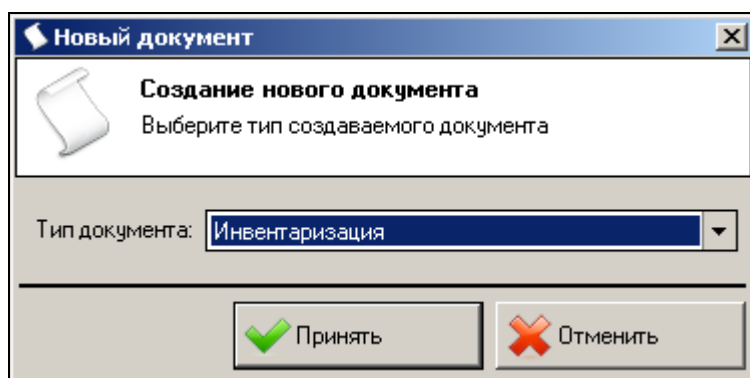 Новый документ
Создание нового документа
Выберите тип создаваемого документа
Тип документа: Инвентаризация
Принять Отменить